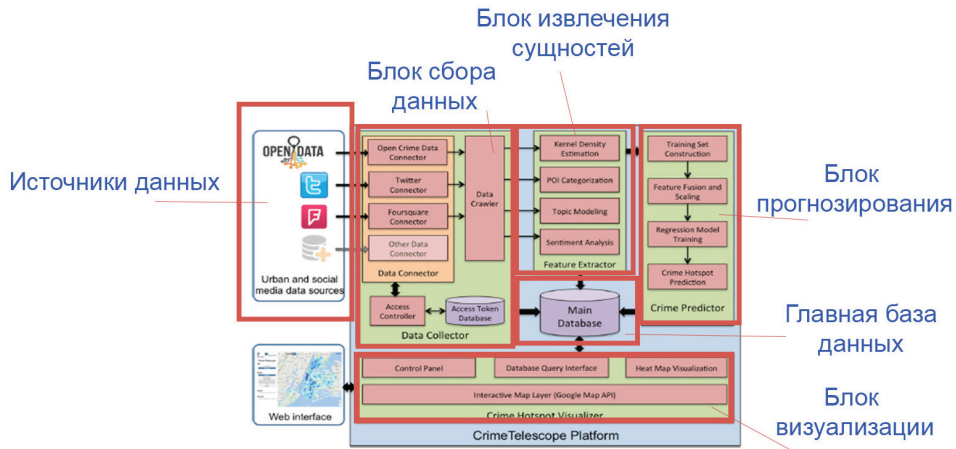 Блок извлечения
сущностей
Блок сбора
данных
Источники данных
OPEN DATA
Urban and social
media data sources
Open Crime Data
Connector
Twitter
Connector
Foursquare
Connector
Other Data
Connector
Data Connector
Data
Crawler
Access
Controller
Access Token
Database
Data Collector
Kernel Density
Estimation
POI Categorization
Topic Modeling
Sentiment Analysis
Feature Extractor
Main
Database
Training Set
Construction
Feature Fusion and
Scaling
Regression Model
Training
Crime Hotspot
Prediction
Crime Predictor
Блок
прогнозирования
Главная база
данных
Web interface
Control Panel
Database Query Interface
Heat Map Visualization
Interactive Map Layer (Google Map API)
Crime Hotspot Visualizer
CrimeTelescope Platform
Блок
визуализации